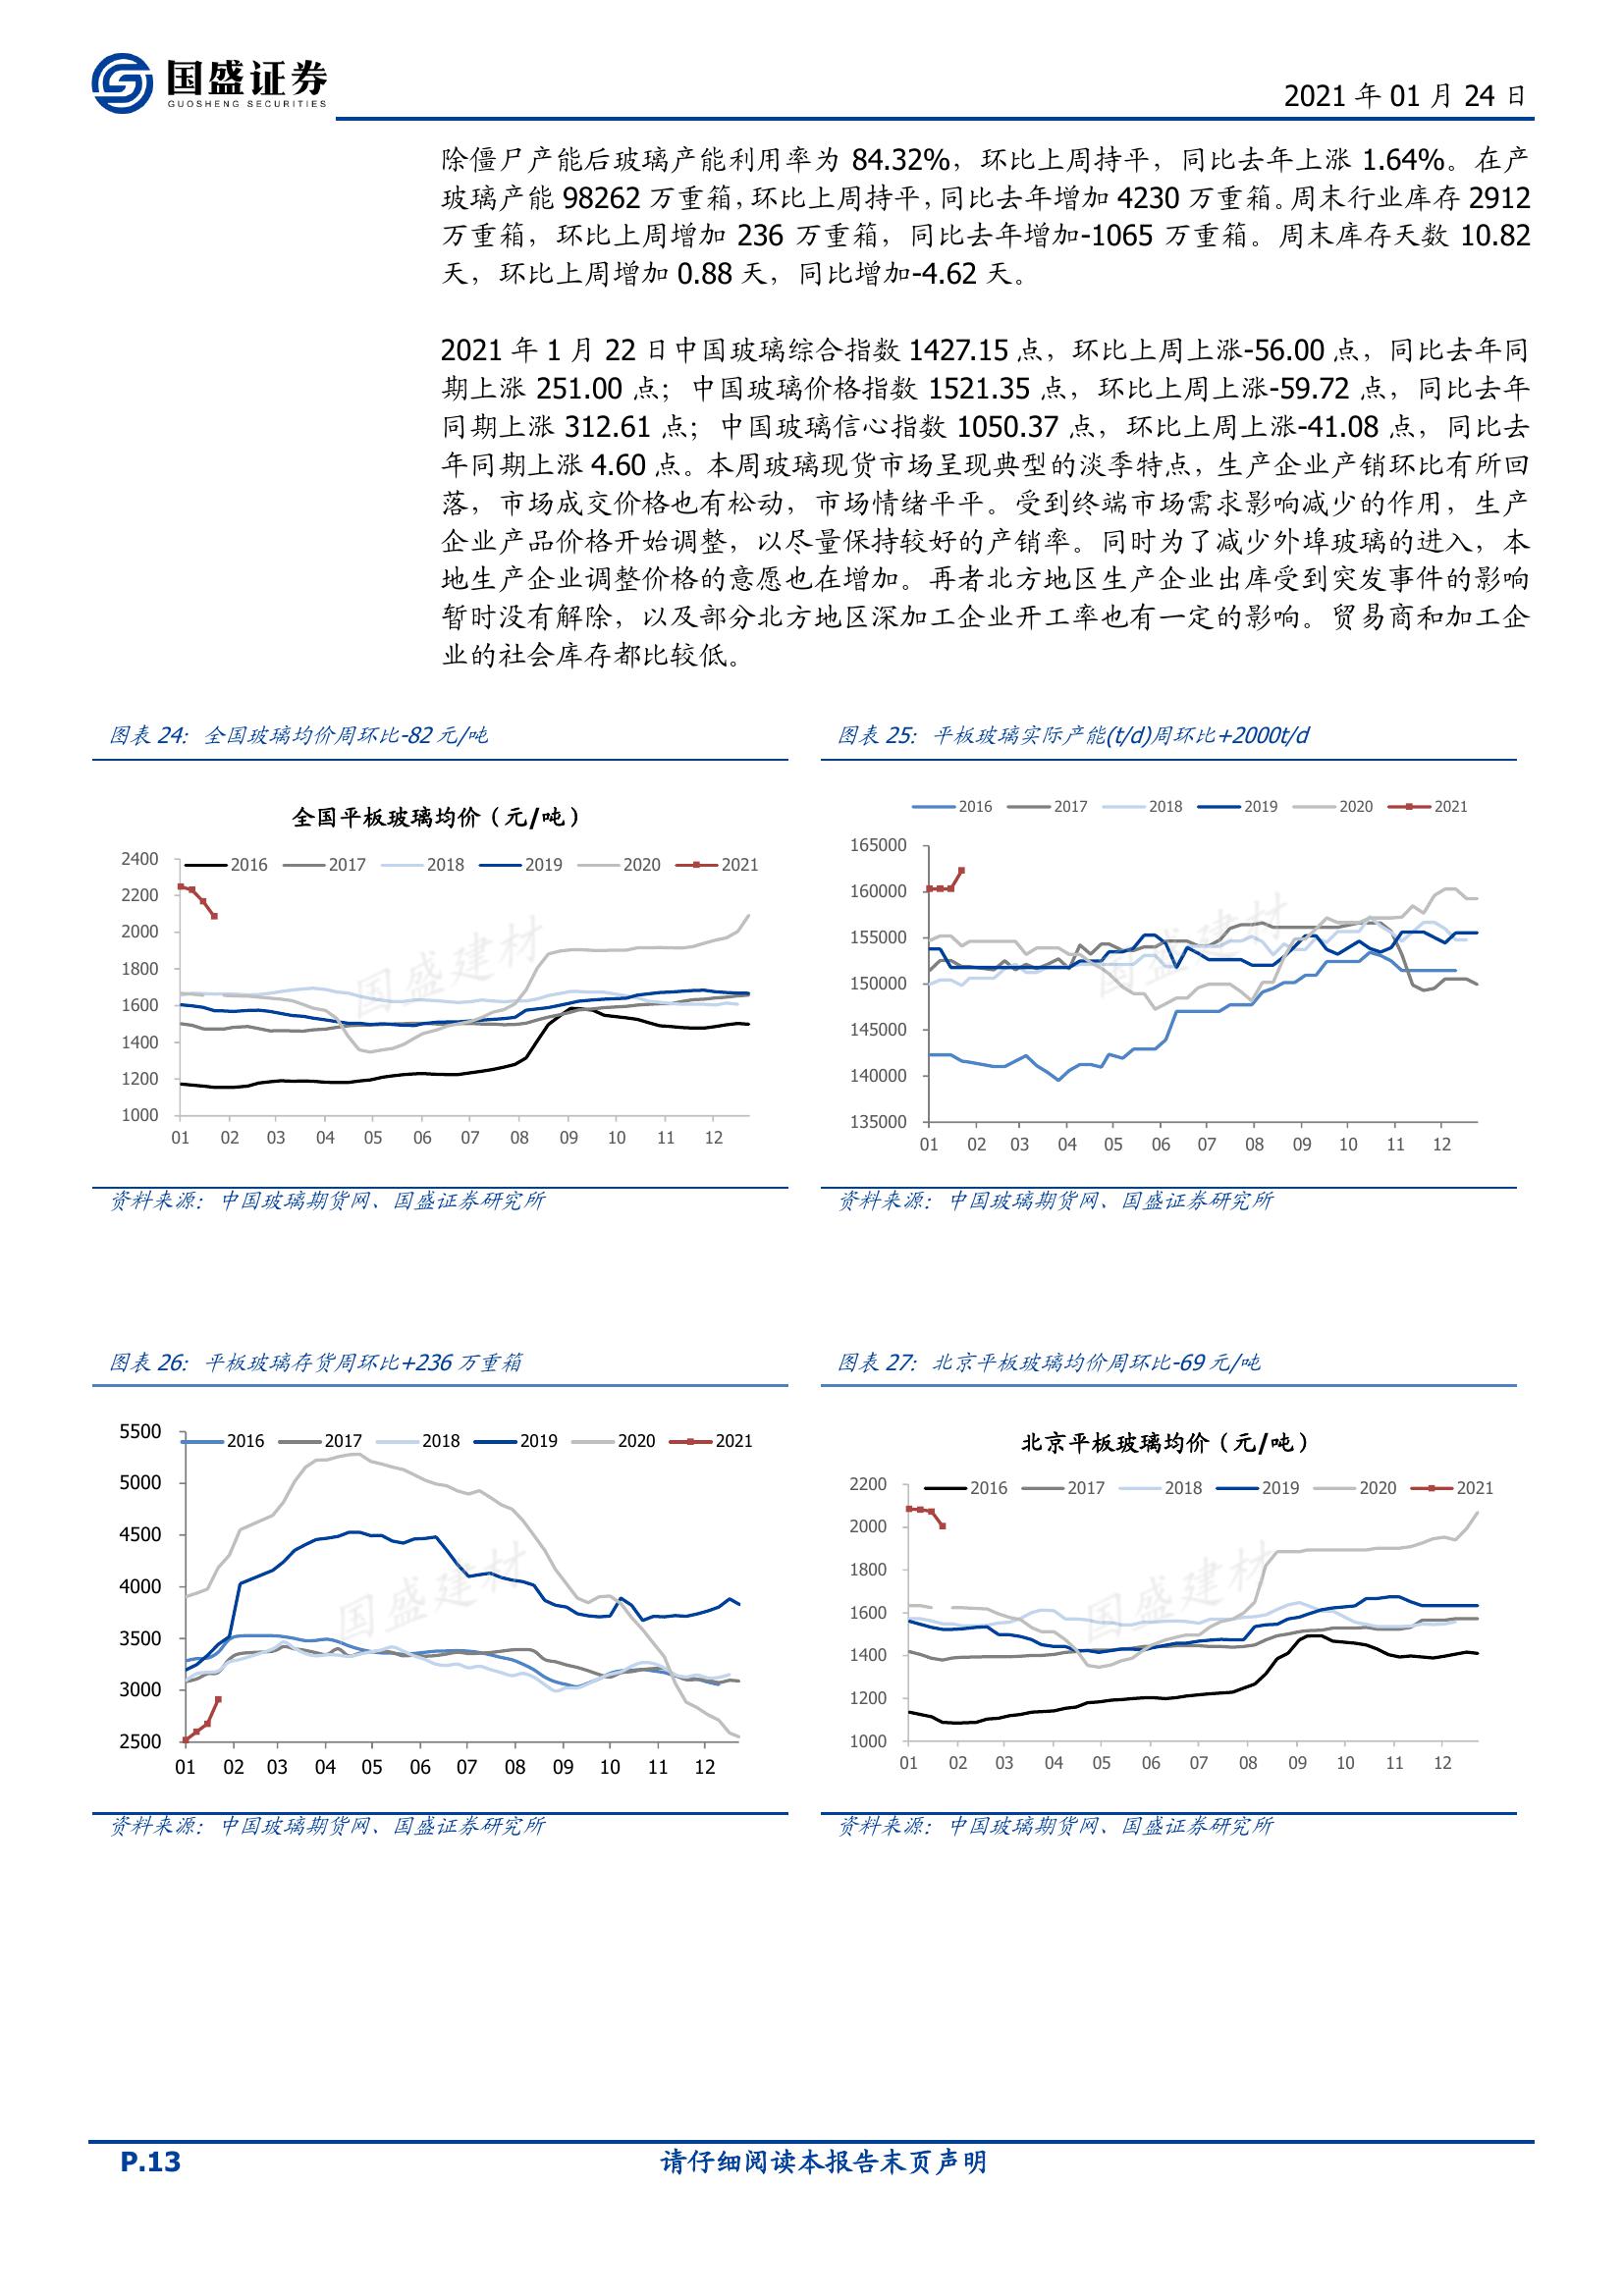 国盛证券
GUOSHENG SECURITIES
2021 年 01 月 24 日
除僵尸产能后玻璃产能利用率为 84.32%，环比上周持平，同比去年上涨 1.64%。在产
玻璃产能 98262 万重箱，环比上周持平，同比去年增加 4230 万重箱。周末行业库存 2912
万重箱，环比上周增加 236 万重箱，同比去年增加-1065 万重箱。周末库存天数 10.82
天，环比上周增加 0.88 天，同比增加-4.62 天。
2021 年 1 月 22 日中国玻璃综合指数 1427.15 点，环比上周上涨-56.00 点，同比去年同
期上涨 251.00 点；中国玻璃价格指数 1521.35 点，环比上周上涨-59.72 点，同比去年
同期上涨 312.61 点；中国玻璃信心指数 1050.37 点，环比上周上涨-41.08 点，同比去
年同期上涨 4.60 点。本周玻璃现货市场呈现典型的淡季特点，生产企业产销环比有所回
落，市场成交价格也有松动，市场情绪平平。受到终端市场需求影响减少的作用，生产
企业产品价格开始调整，以尽量保持较好的产销率。同时为了减少外埠玻璃的进入，本
地生产企业调整价格的意愿也在增加。再者北方地区生产企业出库受到突发事件的影响
暂时没有解除，以及部分北方地区深加工企业开工率也有一定的影响。贸易商和加工企
业的社会库存都比较低。
图表 24：全国玻璃均价周环比-82 元/吨
全国平板玻璃均价（元/吨）
2016 2017 2018 2019 2020 2021
2400
2200
2000
1800
1600
1400
1200
1000
01 02 03 04 05 06 07 08 09 10 11 12
国盛建材
资料来源：中国玻璃期货网、国盛证券研究所
图表 25：平板玻璃实际产能(t/d)周环比+2000t/d
2016 2017 2018 2019 2020 2021
165000
160000
155000
150000
145000
140000
135000
01 02 03 04 05 06 07 08 09 10 11 12
国盛建材
资料来源：中国玻璃期货网、国盛证券研究所
图表 26：平板玻璃存货周环比+236 万重箱
2016 2017 2018 2019 2020 2021
5500
5000
4500
4000
3500
3000
2500
01 02 03 04 05 06 07 08 09 10 11 12
国盛建材
资料来源：中国玻璃期货网、国盛证券研究所
图表 27：北京平板玻璃均价周环比-69 元/吨
北京平板玻璃均价（元/吨）
2016 2017 2018 2019 2020 2021
2200
2000
1800
1600
1400
1200
1000
01 02 03 04 05 06 07 08 09 10 11 12
国盛建材
资料来源：中国玻璃期货网、国盛证券研究所
P.13
请仔细阅读本报告末页声明